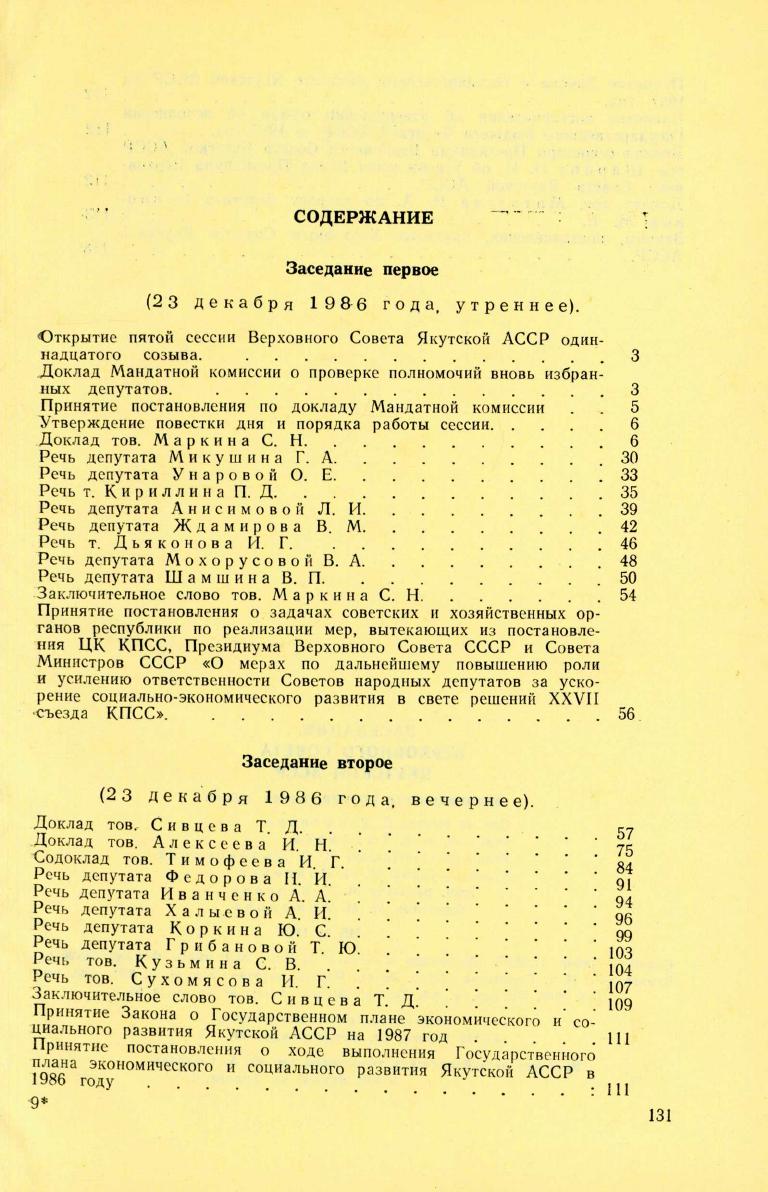 СОДЕРЖАНИЕ
Заседание первое
(23 декабря 1986 года, утреннее).
Открытие пятой сессии Верховного Совета Якутской АССР один-
надцатого созыва. . . . . . . . . . . . . . . 3
Доклад Мандатной комиссии о проверке полномочий вновь избран-
ных депутатов. . . . . . . . . . . . . . . . 3
Принятие постановления по докладу Мандатной комиссии . . 5
Утверждение повестки дня и порядка работы сессии. . . . . 6
Доклад тов. Маркина С. Н. . . . . . . . . . . . 6
Речь депутата Микушина Г. А. . . . . . . . . . . 30
Речь депутата Унаровой О. Е. . . . . . . . . . . 33
Речь т. Кириллина П. Д. . . . . . . . . . . . . 35
Речь депутата Анисимовой Л. И. . . . . . . . . . 39
Речь депутата Ждамирова В. М. . . . . . . . . . 42
Речь т. Дьяконова И. Г. . . . . . . . . . . . . 46
Речь депутата Мохорусовой В. А. . . . . . . . . . 48
Речь депутата Шамшина В. П. . . . . . . . . . . 50
Заключительное слово тов. Маркина С. Н. . . . . . . 54
Принятие постановления о задачах советских и хозяйственных ор-
ганов республики по реализации мер, вытекающих из постановле-
ния ЦК КПСС, Президиума Верховного Совета СССР и Совета
Министров СССР «О мерах по дальнейшему повышению роли
и усилению ответственности Советов народных депутатов за уско-
рение социально-экономического развития в свете решений XXVII
съезда КПСС». . . . . . . . . . . . . . . . 56
Заседание второе
(23 декабря 1986 года, вечернее).
Доклад тов. Сивцева Т. Д. . . . . . . . . . . . 57
Доклад тов. Алексеева И. Н. . . . . . . . . . . 75
Содоклад тов. Тимофеева И. Г. . . . . . . . . . 84
Речь депутата Федорова Н. И. . . . . . . . . . . 91
Речь депутата Иванченко А. А. . . . . . . . . . 94
Речь депутата Халыевой А. И. . . . . . . . . . . 96
Речь депутата Коркина Ю. С. . . . . . . . . . . 99
Речь депутата Грибановой Т. Ю. . . . . . . . . . 103
Речь тов. Кузьмина С. В. . . . . . . . . . . . 104
Речь тов. Сухомясова И. Г. . . . . . . . . . . 107
Заключительное слово тов. Сивцева Т. Д. . . . . . . 109
Принятие Закона о Государственном плане экономического и со-
циального развития Якутской АССР на 1987 год . . . . . 111
Принятие постановления о ходе выполнения Государственного
плана экономического и социального развития Якутской АССР в
1986 году . . . . . . . . . . . . . . . . 111
9*
131